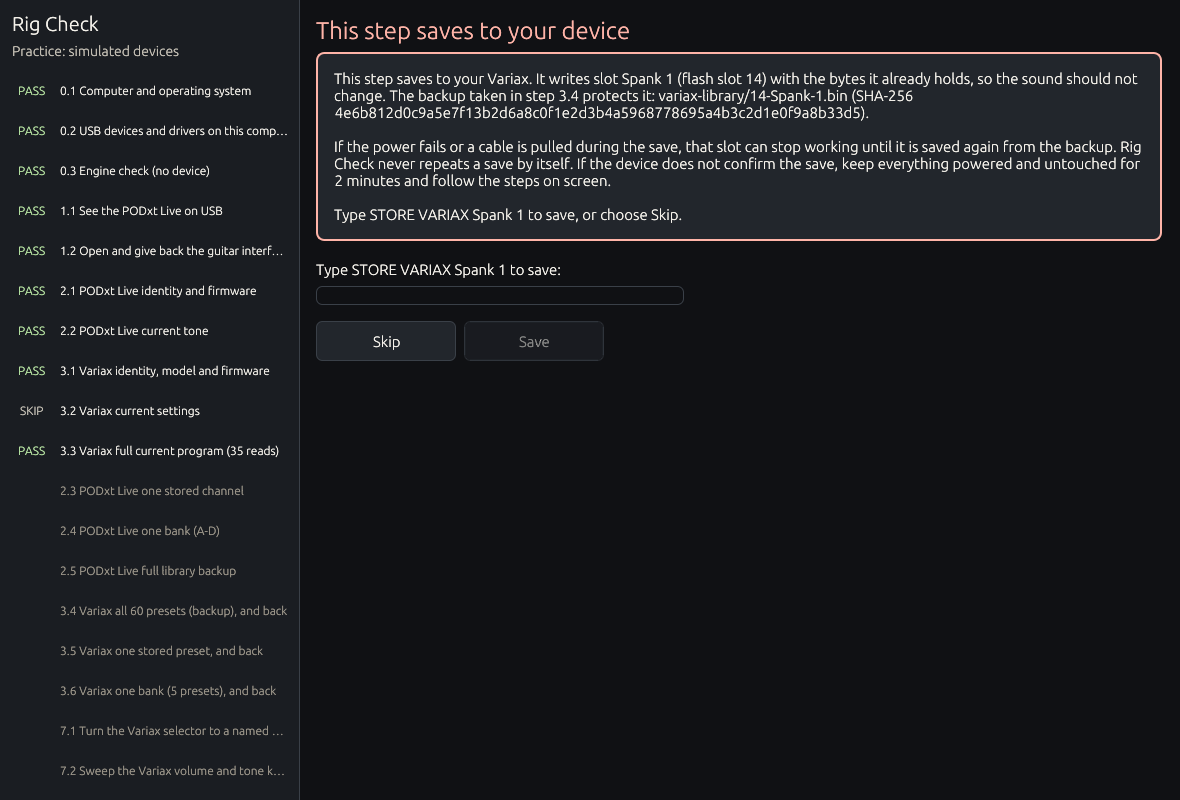 Rig Check
Practice: simulated devices
PASS 0.1 Computer and operating system
PASS 0.2 USB devices and drivers on this comp...
PASS 0.3 Engine check (no device)
PASS 1.1 See the PODxt Live on USB
PASS 1.2 Open and give back the guitar interf...
PASS 2.1 PODxt Live identity and firmware
PASS 2.2 PODxt Live current tone
PASS 3.1 Variax identity, model and firmware
SKIP 3.2 Variax current settings
PASS 3.3 Variax full current program (35 reads)
2.3 PODxt Live one stored channel
2.4 PODxt Live one bank (A-D)
2.5 PODxt Live full library backup
3.4 Variax all 60 presets (backup), and back
3.5 Variax one stored preset, and back
3.6 Variax one bank (5 presets), and back
7.1 Turn the Variax selector to a named ...
7.2 Sweep the Variax volume and tone k...
This step saves to your device
This step saves to your Variax. It writes slot Spank 1 (flash slot 14) with the bytes it already holds, so the sound should not
change. The backup taken in step 3.4 protects it: variax-library/14-Spank-1.bin (SHA-256
4e6b812d0c9a5e7f13b2d6a8c0f1e2d3b4a5968778695a4b3c2d1e0f9a8b33d5).
If the power fails or a cable is pulled during the save, that slot can stop working until it is saved again from the backup. Rig
Check never repeats a save by itself. If the device does not confirm the save, keep everything powered and untouched for
2 minutes and follow the steps on screen.
Type STORE VARIAX Spank 1 to save, or choose Skip.
Type STORE VARIAX Spank 1 to save:
Skip
Save